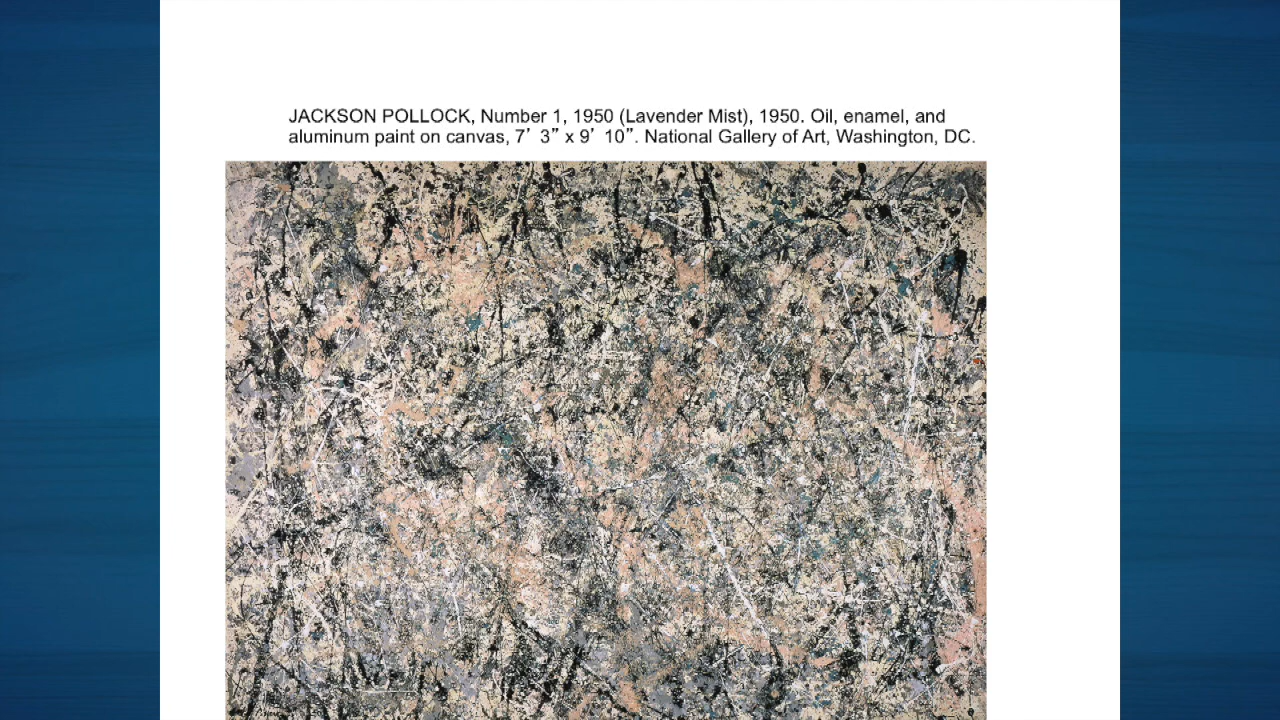 JACKSON POLLOCK, Number 1, 1950 (Lavender Mist), 1950. Oil, enamel, and
aluminum paint on canvas, 7’ 3” x 9’ 10”. National Gallery of Art, Washington, DC.